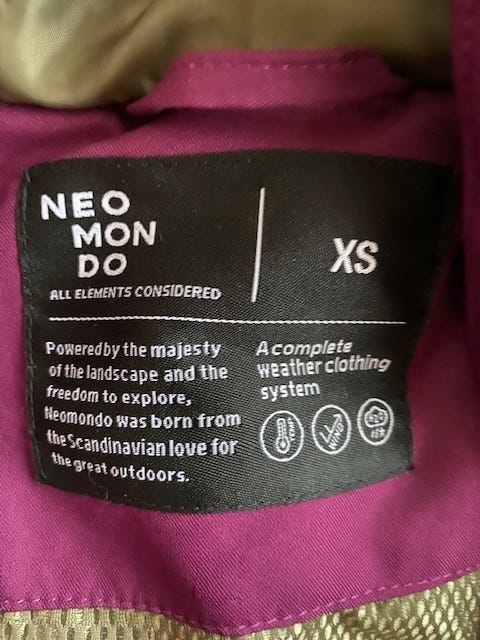 NEO
MON
DO
ALL ELEMENTS CONSIDERED
XS
Powered by the majesty
of the landscape and the
freedom to explore,
Neomondo was born from
the Scandinavian love for
the great outdoors.
A complete
weather clothing
system
WIND